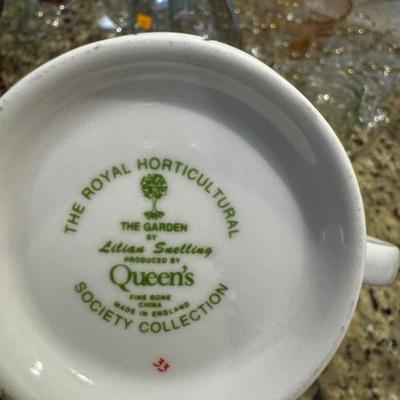 THE ROYAL HORTICULTURAL
THE GARDEN
BY
Lilian Snelling
PRODUCED BY
Queen's
FINE BONE
CHINA
MADE IN ENGLAND
SOCIETY COLLECTION
33